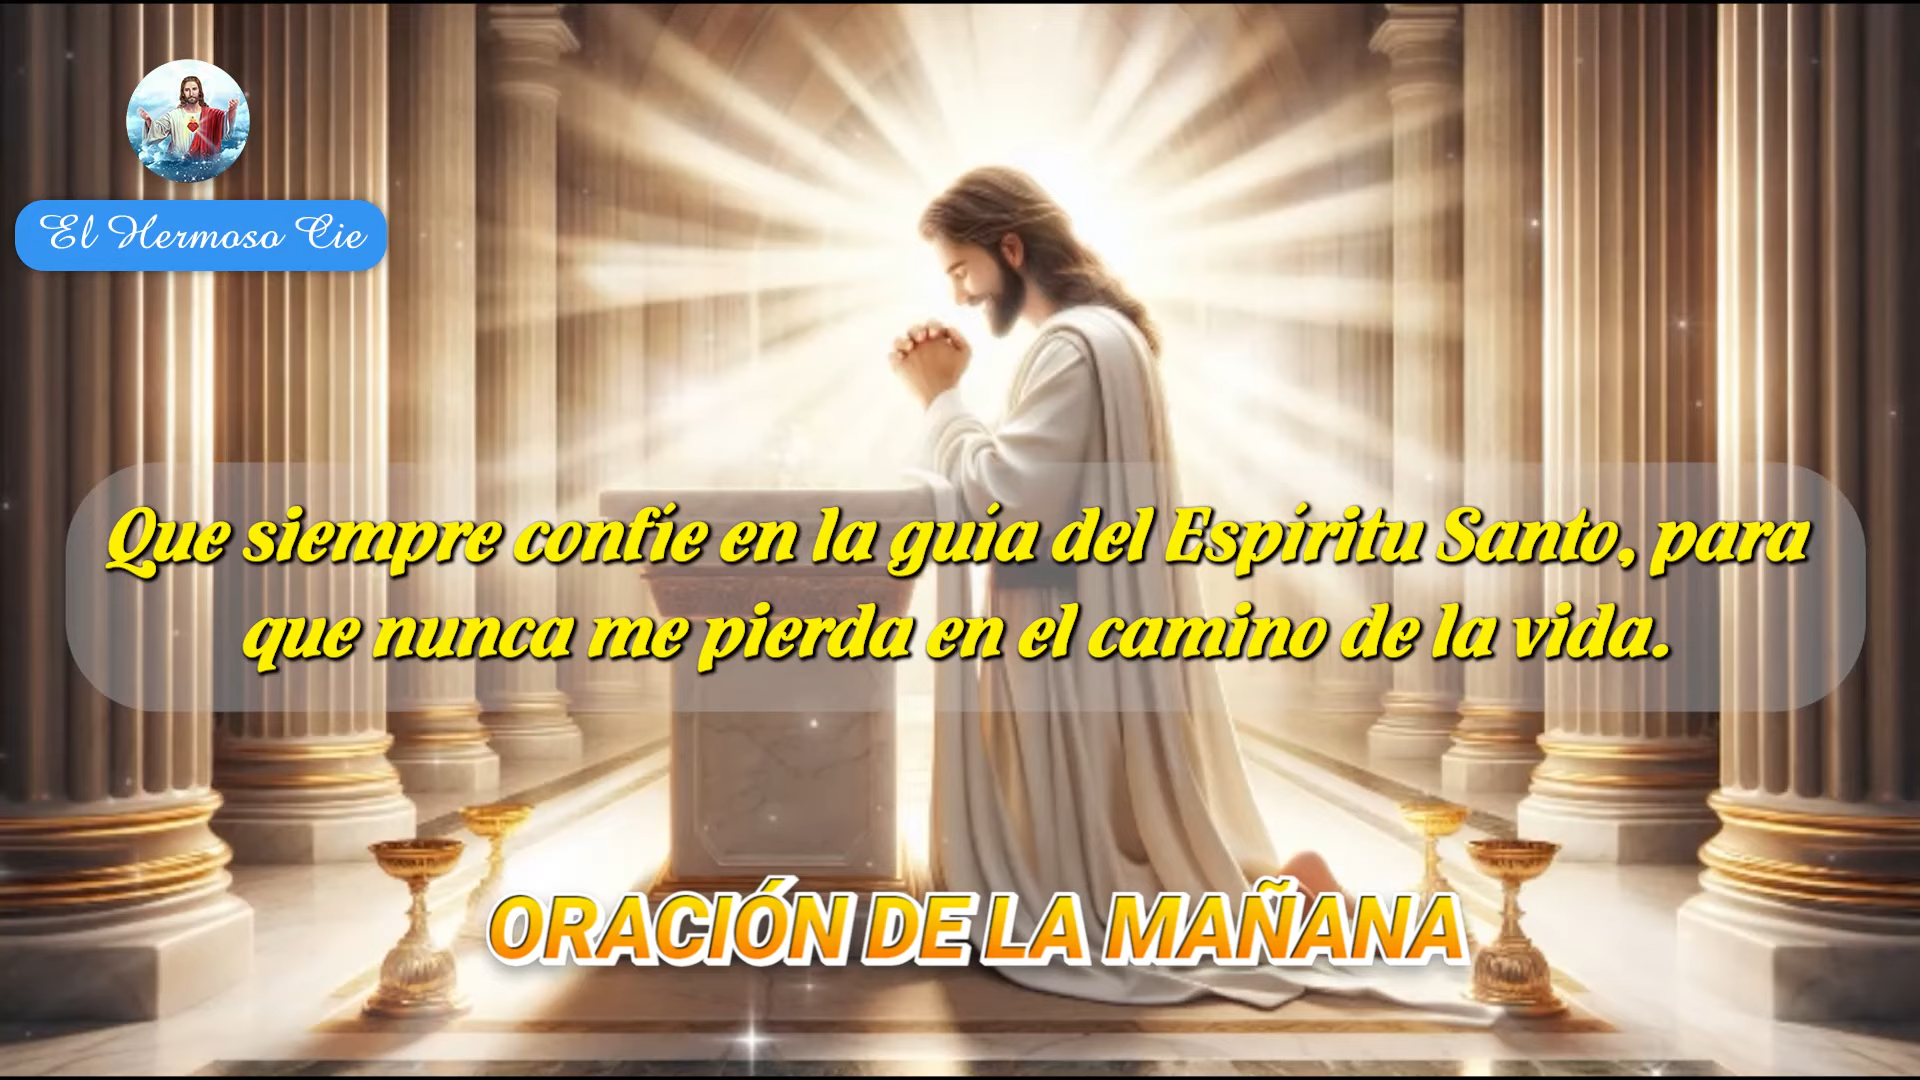 El Hermoso Cie
Que siempre confíe en la guía del Espíritu Santo, para
que nunca me pierda en el camino de la vida.
ORACIÓN DE LA MAÑANA